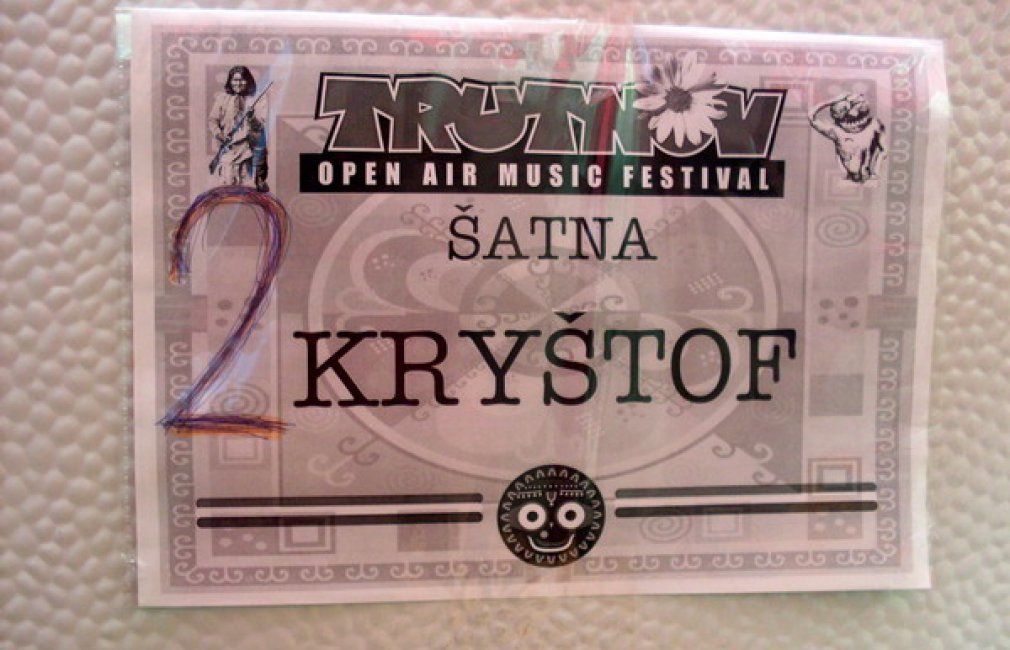 TRUTNOV
OPEN AIR MUSIC FESTIVAL
ŠATNA
2
KRYŠTOF